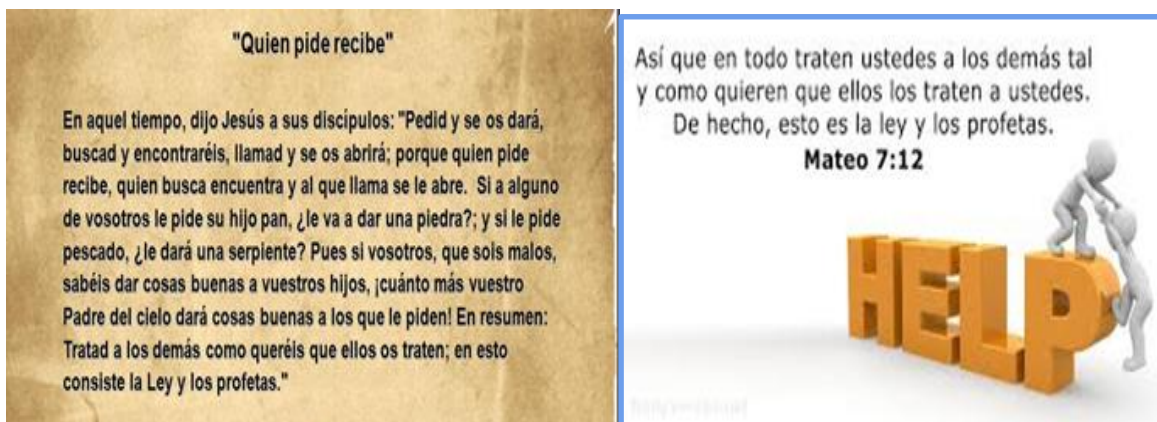 "Quien pide recibe"
En aquel tiempo, dijo Jesús a sus discípulos: "Pedid y se os dará,
buscad y encontraréis, llamad y se os abrirá; porque quien pide
recibe, quien busca encuentra y al que llama se le abre. Si a alguno
de vosotros le pide su hijo pan, ¿le va a dar una piedra?; y si le pide
pescado, ¿le dará una serpiente? Pues si vosotros, que sois malos,
sabéis dar cosas buenas a vuestros hijos, ¡cuánto más vuestro
Padre del cielo dará cosas buenas a los que le piden! En resumen:
Tratad a los demás como queréis que ellos os traten; en esto
consiste la Ley y los profetas."
Así que en todo traten ustedes a los demás tal
y como quieren que ellos los traten a ustedes.
De hecho, esto es la ley y los profetas.
Mateo 7:12
HELP